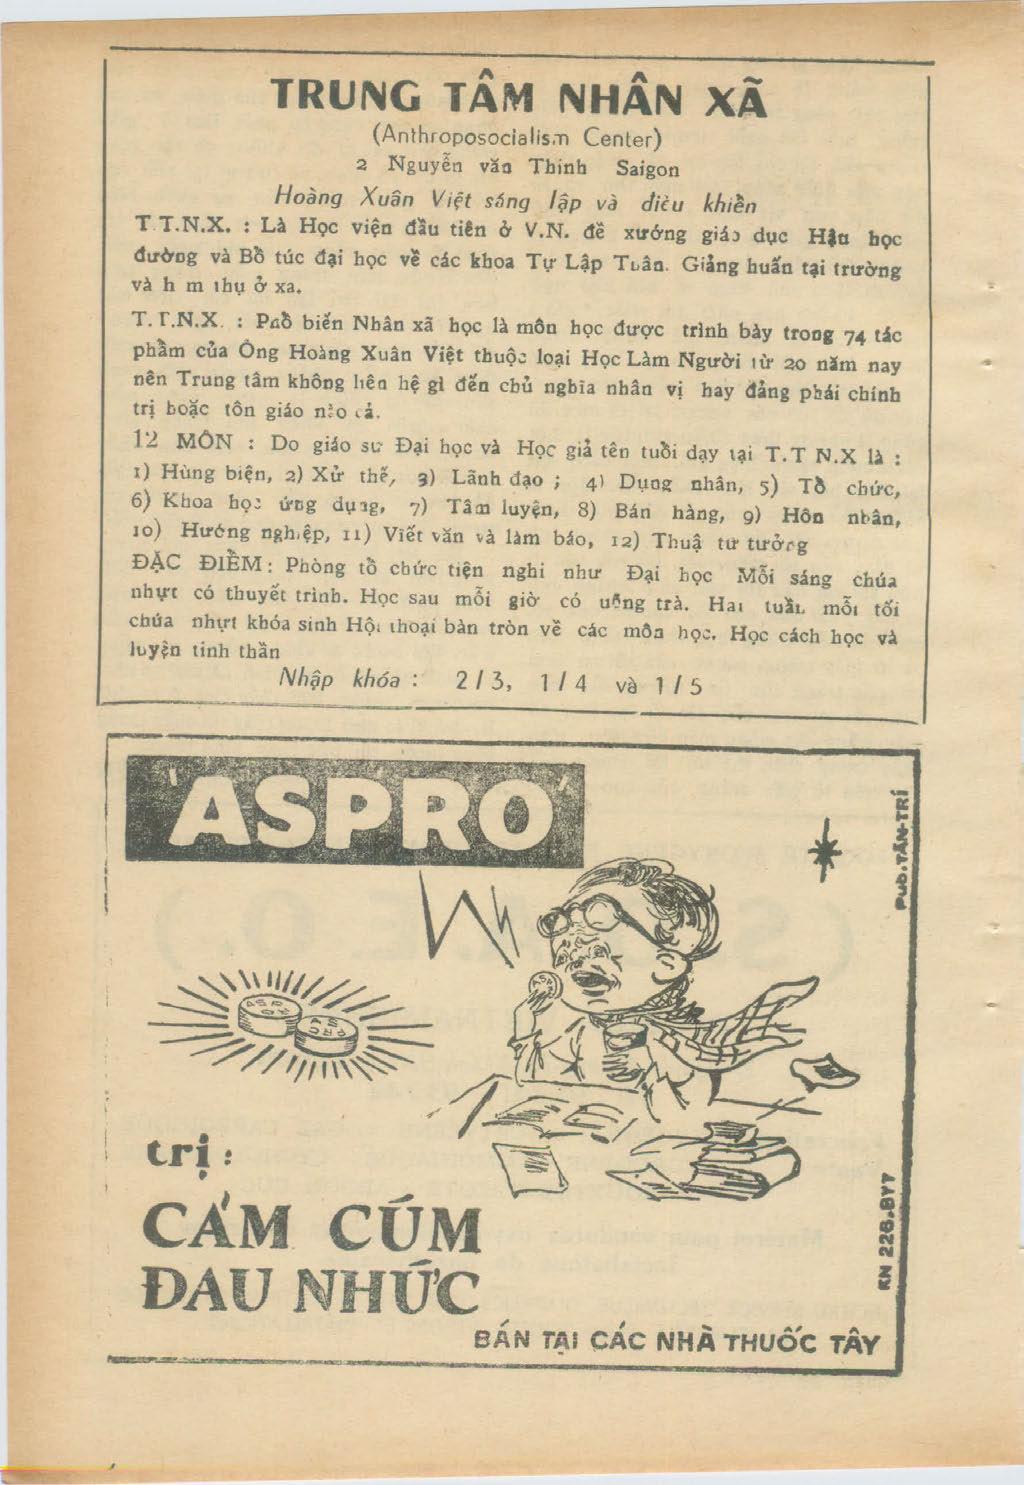 TRUNG TÂM NHÂN XÃ
(Anthroposocialism Center)
2 Nguyễn văn Thinh Saigon
Hoàng Xuân Việt sáng lập và điều khiển
T.T.N.X. : Là Học viện đầu tiên ở V.N. đề xướng giáo dục Hậu học
đường và Bổ túc đại học về các khoa Tự Lập Thân. Giảng huấn tại trường
và h m thụ ở xa.
T.T.N.X. : Phổ biến Nhân xã học là môn học được trình bày trong 74 tác
phầm của Ông Hoàng Xuân Việt thuộc loại Học Làm Người từ 20 năm nay
nên Trung tâm không liên hệ gì đến chủ nghĩa nhân vị hay đảng phái chính
trị hoặc tôn giáo nào cả.
12 MÔN : Do giáo sư Đại học và Học giả tên tuổi dạy tại T.T N.X là :
1) Hùng biện, 2) Xử thế, 3) Lãnh đạo ; 4) Dụng nhân, 5) Tổ chức,
6) Khoa học ứng dụng, 7) Tâm luyện, 8) Bán hàng, 9) Hôn nhân,
10) Hướng nghiệp, 11) Viết văn và làm báo, 12) Thuậ tư tưởng
ĐẶC ĐIỂM : Phòng tổ chức tiện nghi như Đại học Mỗi sáng chúa
nhựt có thuyết trình. Học sau mỗi giờ có uống trà. Hai tuần mỗi tối
chúa nhựt khóa sinh Hội thoại bàn tròn về các môn học. Học cách học và
luyện tinh thần
Nhập khóa : 2/3, 1/4 và 1/5
'ASPRO'
Pub. TÂN-TRÍ
ASPRO
trị :
CẢM CÚM
ĐAU NHỨC
BÁN TẠI CÁC NHÀ THUỐC TÂY
KN 226.BYT